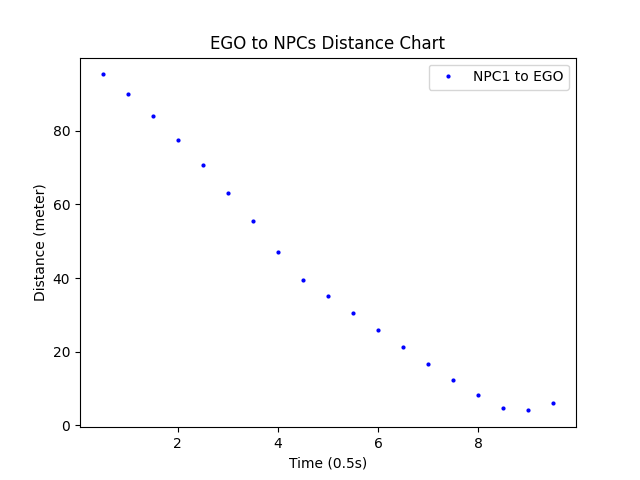 EGO to NPCs Distance Chart
NPC1 to EGO
Distance (meter)
80
60
40
20
0
2 4 6 8
Time (0.5s)